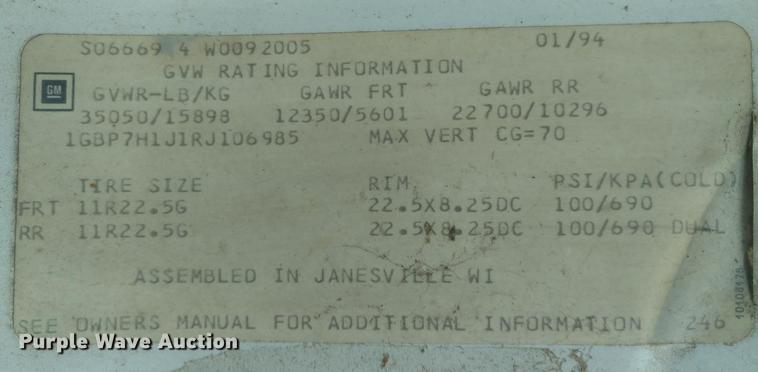 S06669 4 W0092005 01/94
GVW RATING INFORMATION
GM
GVWR-LB/KG GAWR FRT GAWR RR
35050/15898 12350/5601 22700/10296
1GBP7H1J1RJ106985 MAX VERT CG=70
TIRE SIZE RIM PSI/KPA(COLD)
FRT 11R22.5G 22.5X8.25DC 100/690
RR 11R22.5G 22.5X8.25DC 100/690 DUAL
ASSEMBLED IN JANESVILLE WI
SEE OWNERS MANUAL FOR ADDITIONAL INFORMATION 246
Purple Wave Auction